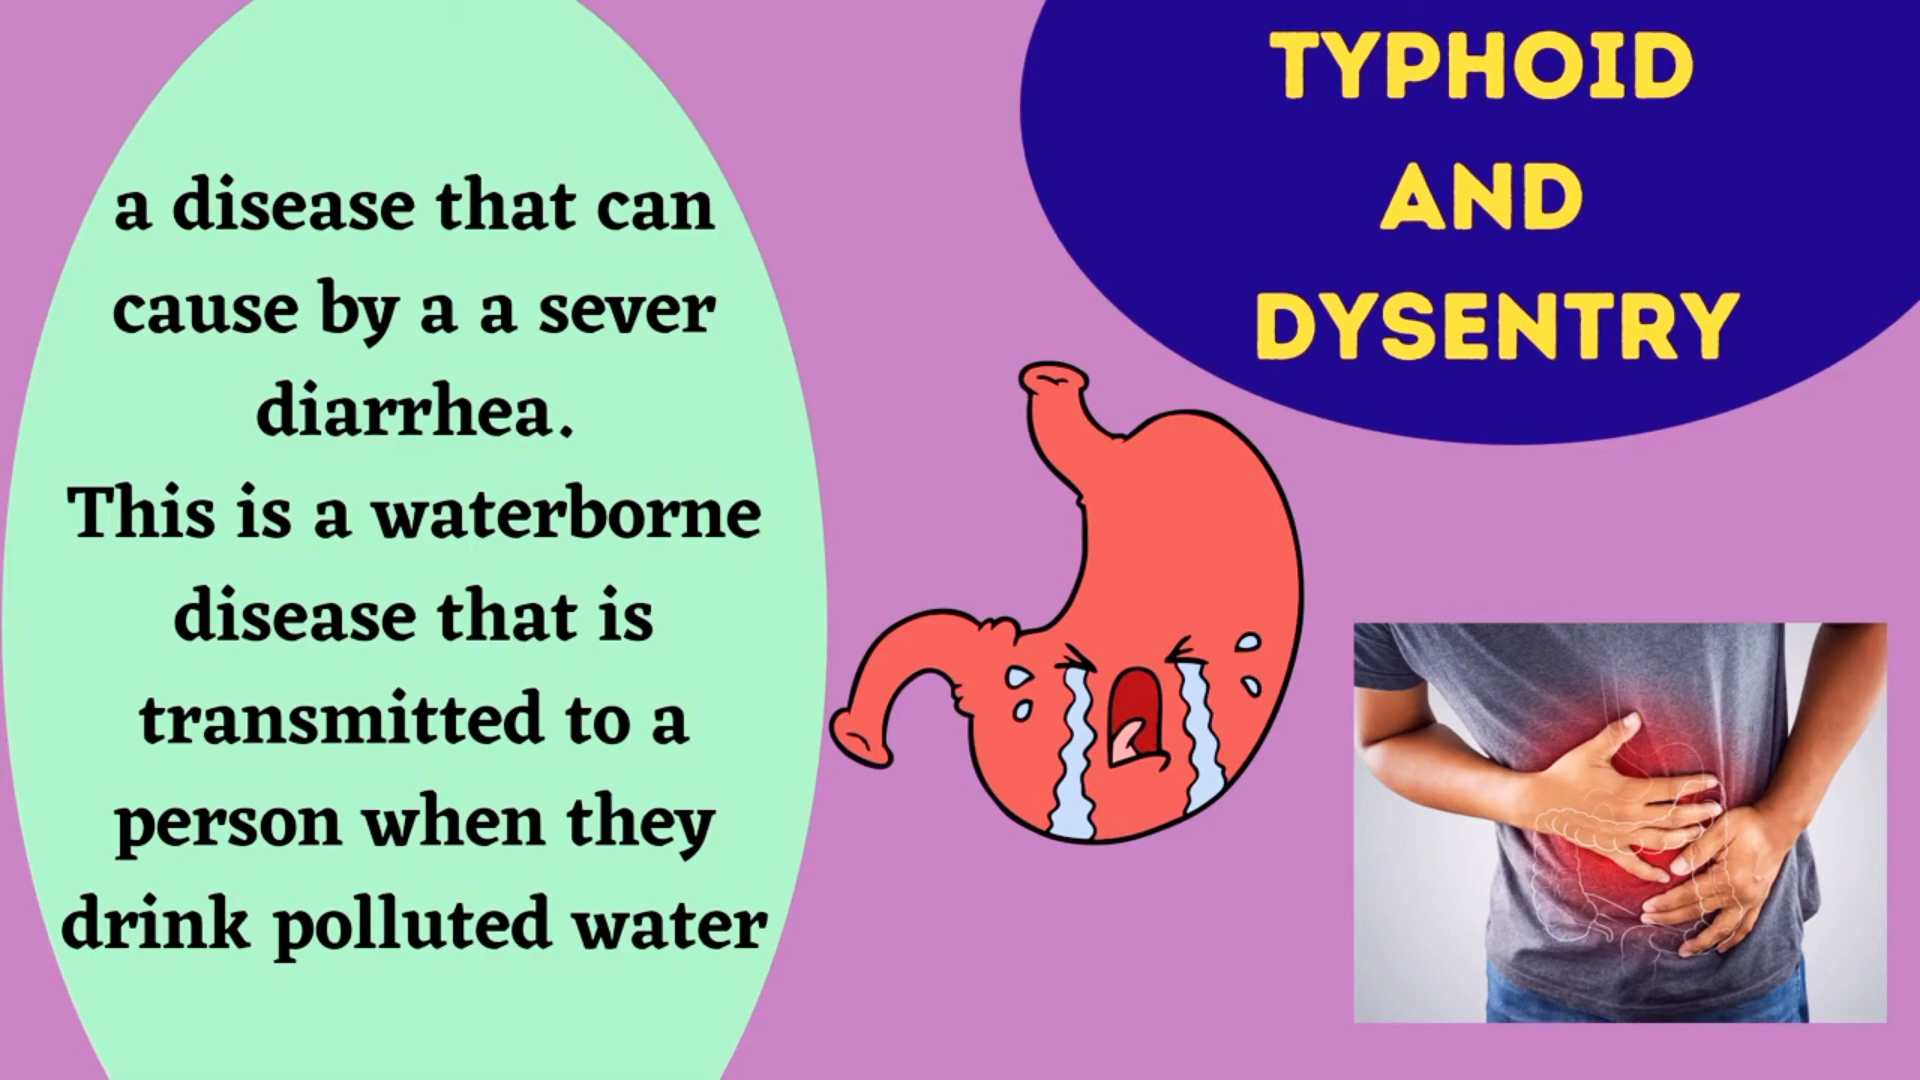 TYPHOID
AND
DYSENTRY
a disease that can
cause by a a sever
diarrhea.
This is a waterborne
disease that is
transmitted to a
person when they
drink polluted water